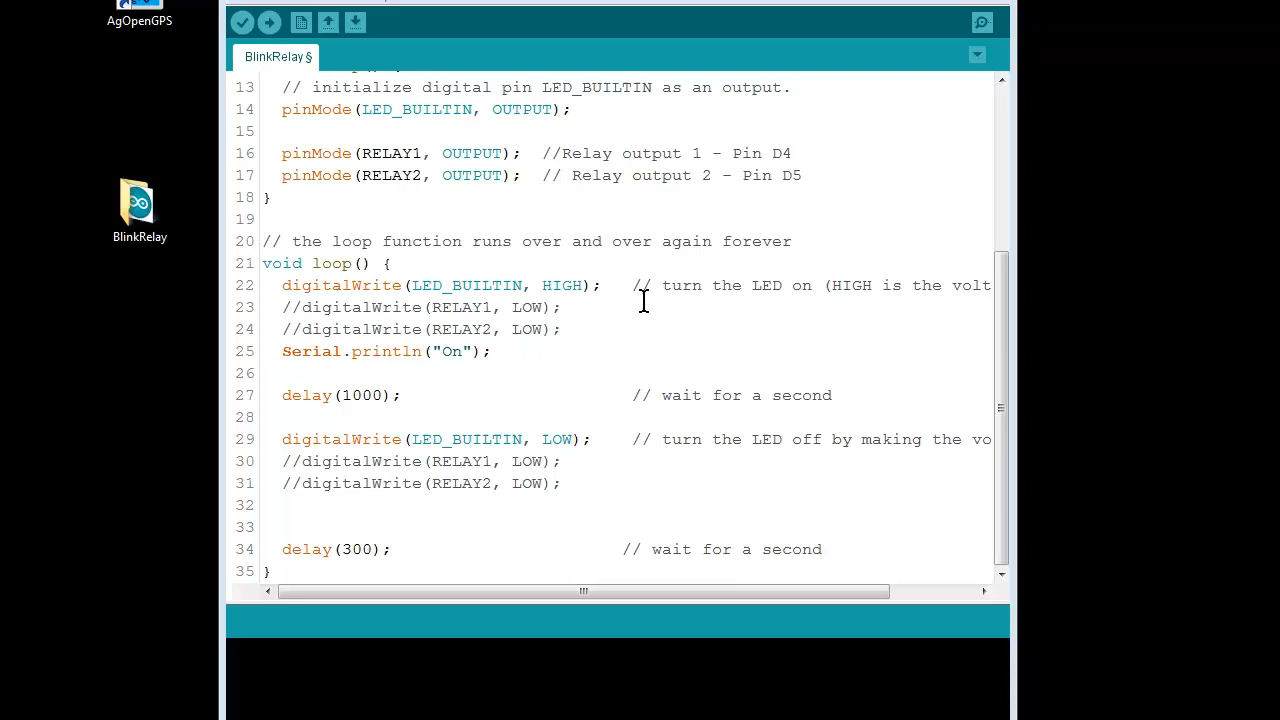 AgOpenGPS
BlinkRelay
BlinkRelay §
13 // initialize digital pin LED_BUILTIN as an output.
14 pinMode(LED_BUILTIN, OUTPUT);
15
16 pinMode(RELAY1, OUTPUT); //Relay output 1 - Pin D4
17 pinMode(RELAY2, OUTPUT); // Relay output 2 - Pin D5
18 }
19
20 // the loop function runs over and over again forever
21 void loop() {
22 digitalWrite(LED_BUILTIN, HIGH); // turn the LED on (HIGH is the volt
23 //digitalWrite(RELAY1, LOW);
24 //digitalWrite(RELAY2, LOW);
25 Serial.println("On");
26
27 delay(1000); // wait for a second
28
29 digitalWrite(LED_BUILTIN, LOW); // turn the LED off by making the vo
30 //digitalWrite(RELAY1, LOW);
31 //digitalWrite(RELAY2, LOW);
32
33
34 delay(300); // wait for a second
35 }